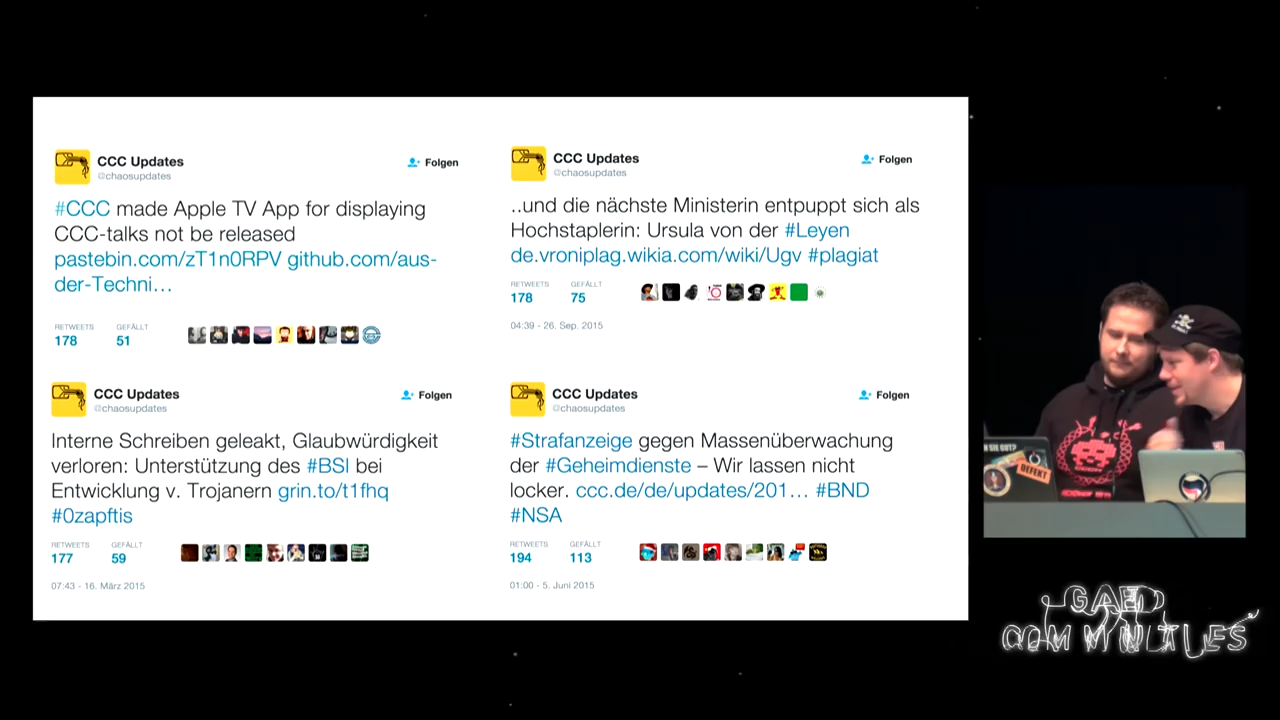 CCC Updates
@chaosupdates
Folgen
#CCC made Apple TV App for displaying
CCC-talks not be released
pastebin.com/zT1n0RPV github.com/aus-
der-Techni…
RETWEETS GEFÄLLT
178 51
CCC Updates
@chaosupdates
Folgen
..und die nächste Ministerin entpuppt sich als
Hochstaplerin: Ursula von der #Leyen
de.vroniplag.wikia.com/wiki/Ugv #plagiat
RETWEETS GEFÄLLT
178 75
04:39 - 26. Sep. 2015
CCC Updates
@chaosupdates
Folgen
Interne Schreiben geleakt, Glaubwürdigkeit
verloren: Unterstützung des #BSI bei
Entwicklung v. Trojanern grin.to/t1fhq
#0zapftis
RETWEETS GEFÄLLT
177 59
07:43 - 16. März 2015
CCC Updates
@chaosupdates
Folgen
#Strafanzeige gegen Massenüberwachung
der #Geheimdienste – Wir lassen nicht
locker. ccc.de/de/updates/201… #BND
#NSA
RETWEETS GEFÄLLT
194 113
01:00 - 5. Juni 2015
DEFEKT
GATED
COMMUNITIES